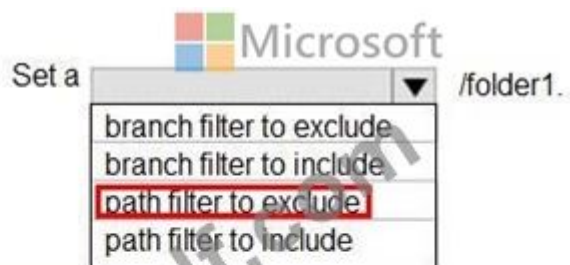 Microsoft
Set a
/folder1.
branch filter to exclude
branch filter to include
path filter to exclude
path filter to include